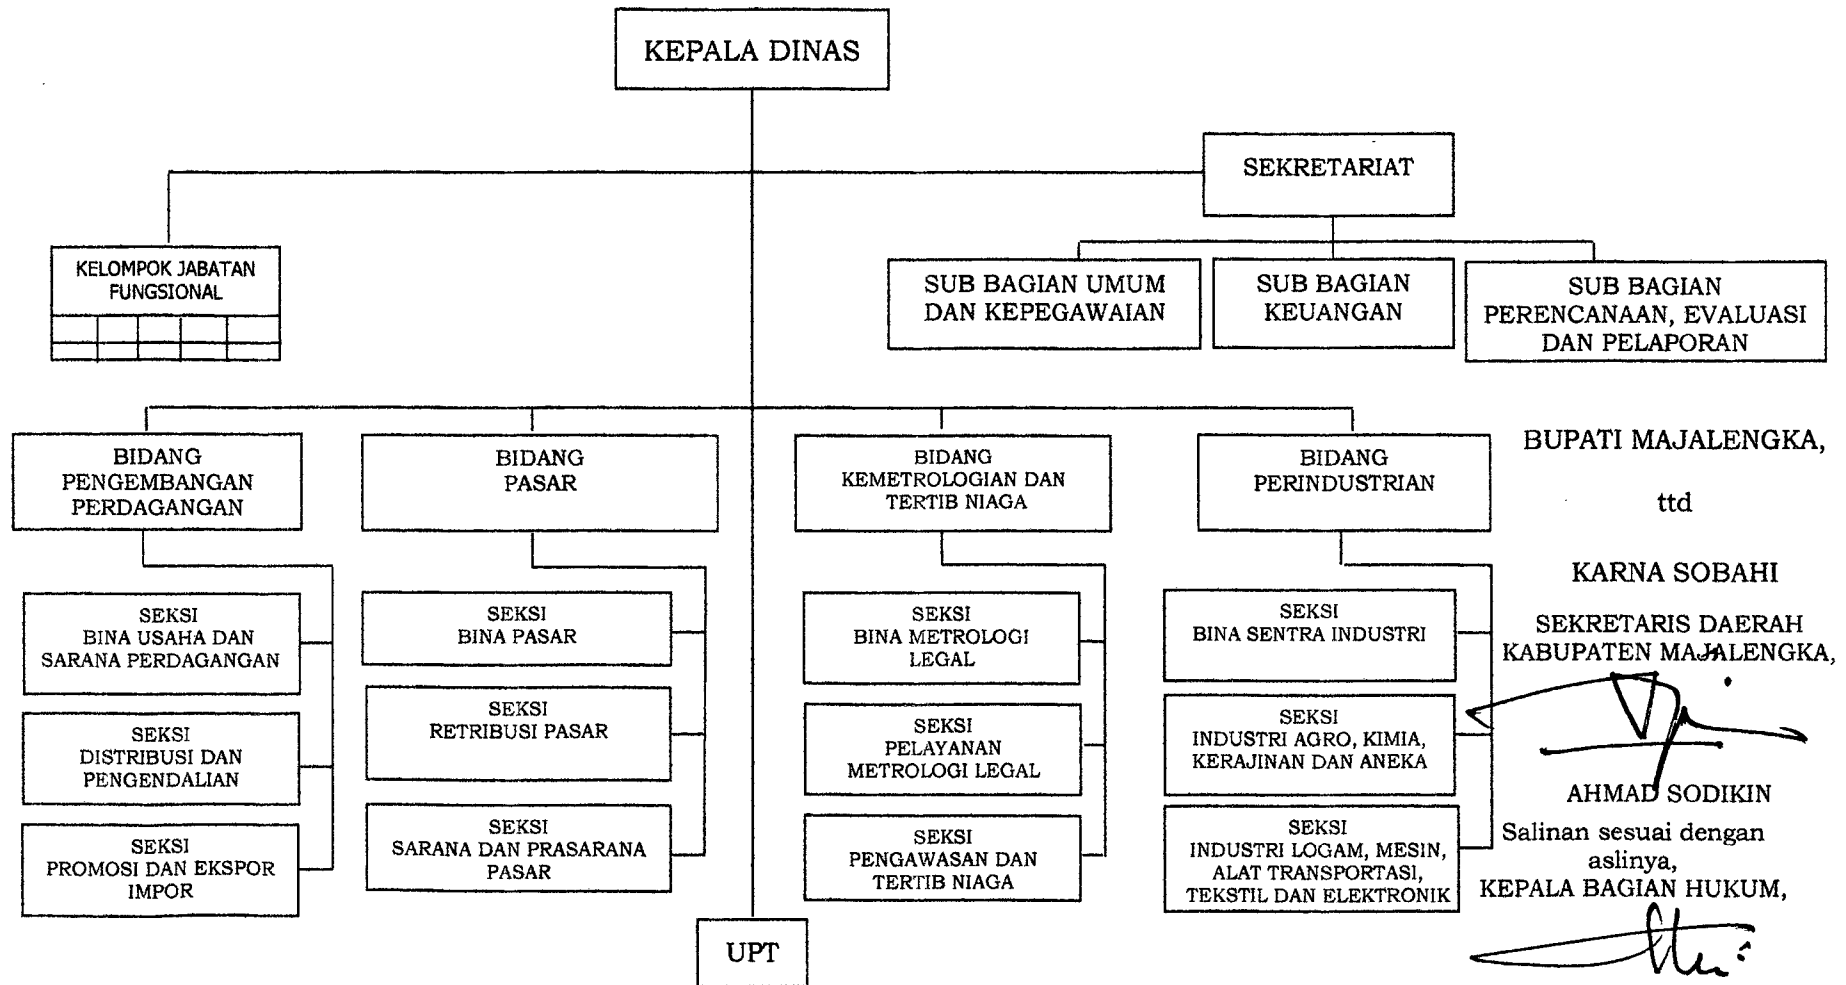 KEPALA DINAS
SEKRETARIAT
KELOMPOK JABATAN
FUNGSIONAL
SUB BAGIAN UMUM
DAN KEPEGAWAIAN
SUB BAGIAN
KEUANGAN
SUB BAGIAN
PERENCANAAN, EVALUASI
DAN PELAPORAN
BIDANG
PENGEMBANGAN
PERDAGANGAN
BIDANG
PASAR
BIDANG
KEMETROLOGIAN DAN
TERTIB NIAGA
BIDANG
PERINDUSTRIAN
SEKSI
BINA USAHA DAN
SARANA PERDAGANGAN
SEKSI
DISTRIBUSI DAN
PENGENDALIAN
SEKSI
PROMOSI DAN EKSPOR
IMPOR
SEKSI
BINA PASAR
SEKSI
RETRIBUSI PASAR
SEKSI
SARANA DAN PRASARANA
PASAR
SEKSI
BINA METROLOGI
LEGAL
SEKSI
PELAYANAN
METROLOGI LEGAL
SEKSI
PENGAWASAN DAN
TERTIB NIAGA
SEKSI
BINA SENTRA INDUSTRI
SEKSI
INDUSTRI AGRO, KIMIA,
KERAJINAN DAN ANEKA
SEKSI
INDUSTRI LOGAM, MESIN,
ALAT TRANSPORTASI,
TEKSTIL DAN ELEKTRONIK
UPT
BUPATI MAJALENGKA,
ttd
KARNA SOBAHI
SEKRETARIS DAERAH
KABUPATEN MAJALENGKA,
AHMAD SODIKIN
Salinan sesuai dengan
aslinya,
KEPALA BAGIAN HUKUM,